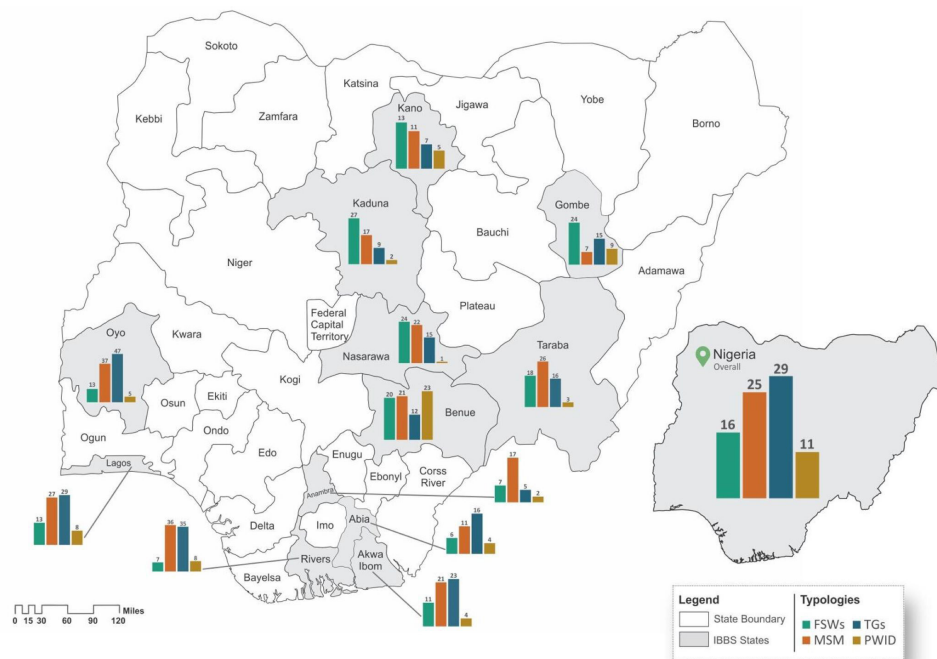 Sokoto
Katsina
Yobe
Kano
Jigawa
Kebbi
Zamfara
Borno
13
11
7
5
Kaduna
27
17
9
2
Gombe
24
7
15
9
Bauchi
Niger
Adamawa
Plateau
Federal
Capital
Territory
Oyo
13
37
47
5
Kwara
24
22
15
1
Nasarawa
Taraba
18
26
16
3
Nigeria
Overall
16
25
29
11
Kogi
20
21
12
23
Benue
Osun
Ekiti
Ogun
Ondo
Edo
Enugu
Ebonyl
Corss
River
Lagos
13
27
29
8
Anambra
7
17
5
2
Delta
Imo
Abia
6
11
16
4
7
36
35
8
Rivers
Akwa
Ibom
Bayelsa
11
21
23
4
0 15 30 60 90 120 Miles
Legend
State Boundary
IBBS States
Typologies
FSWs
TGs
MSM
PWID